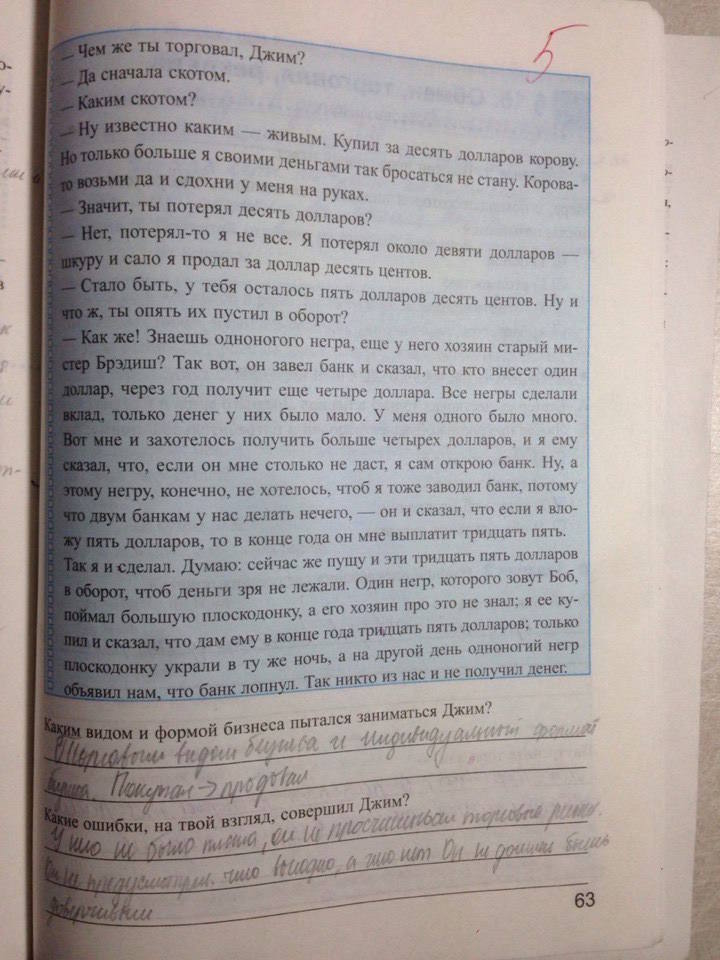 5
— Чем же ты торговал, Джим?
— Да сначала скотом.
— Каким скотом?
— Ну известно каким — живым. Купил за десять долларов корову.
Но только больше я своими деньгами так бросаться не стану. Корова-
то возьми да и сдохни у меня на руках.
— Значит, ты потерял десять долларов?
— Нет, потерял-то я не все. Я потерял около девяти долларов —
шкуру и сало я продал за доллар десять центов.
— Стало быть, у тебя осталось пять долларов десять центов. Ну и
что ж, ты опять их пустил в оборот?
— Как же! Знаешь одноногого негра, еще у него хозяин старый ми-
стер Брэдиш? Так вот, он завел банк и сказал, что кто внесет один
доллар, через год получит еще четыре доллара. Все негры сделали
вклад, только денег у них было мало. У меня одного было много.
Вот мне и захотелось получить больше четырех долларов, и я ему
сказал, что, если он мне столько не даст, я сам открою банк. Ну, а
этому негру, конечно, не хотелось, чтоб я тоже заводил банк, потому
что двум банкам у нас делать нечего, — он и сказал, что если я вло-
жу пять долларов, то в конце года он мне выплатит тридцать пять.
Так я и сделал. Думаю: сейчас же пущу и эти тридцать пять долларов
в оборот, чтоб деньги зря не лежали. Один негр, которого зовут Боб,
поймал большую плоскодонку, а его хозяин про это не знал; я ее ку-
пил и сказал, что дам ему в конце года тридцать пять долларов; только
плоскодонку украли в ту же ночь, а на другой день одноногий негр
объявил нам, что банк лопнул. Так никто из нас и не получил денег.
Каким видом и формой бизнеса пытался заниматься Джим?
Торговым видом бизнеса и индивидуальный формой
бизнеса. Покупал → продовал
Какие ошибки, на твой взгляд, совершил Джим?
У него не было плана, он не просчитывал торговые
Он не предусмотрел что выгодно, а что нет Он не должен быть
доверчивым
63